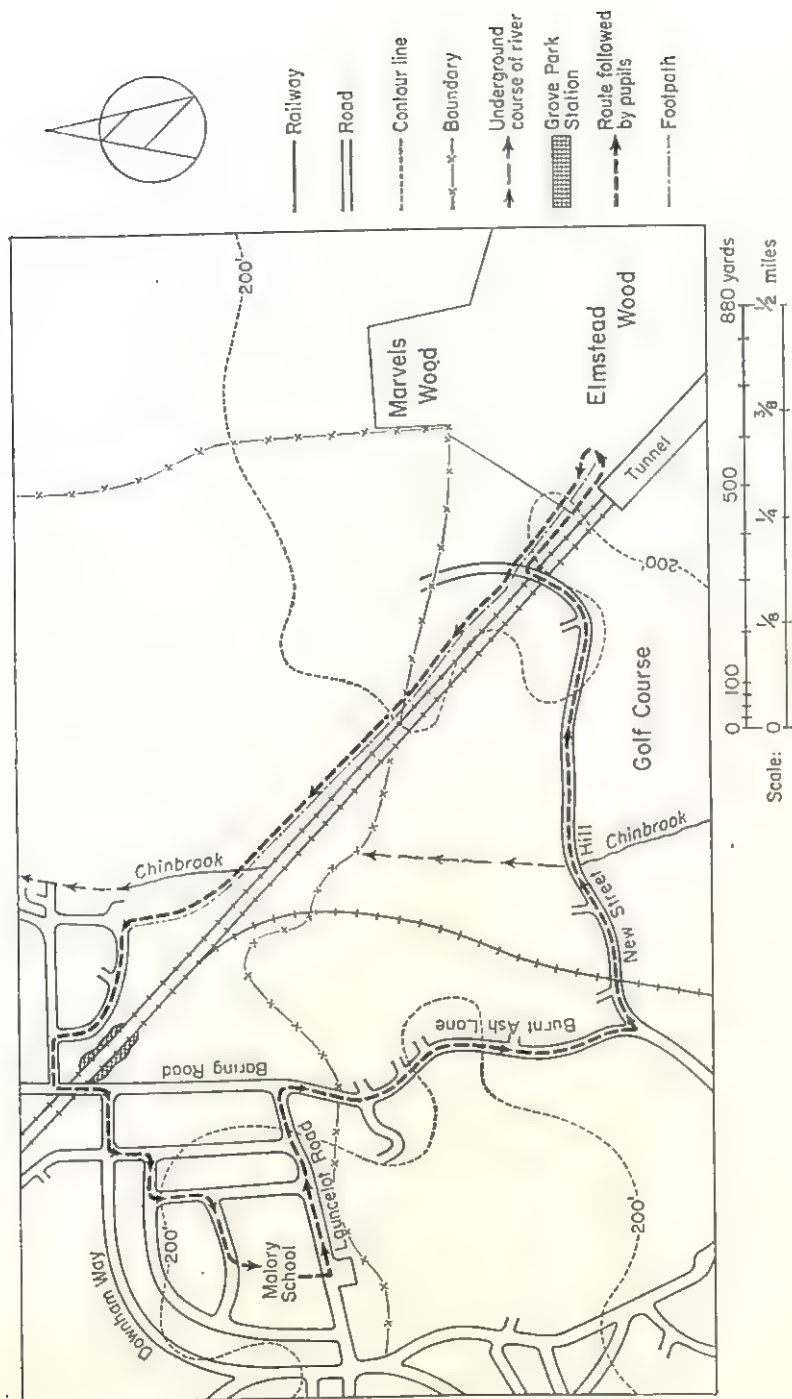 Railway
Road
Contour line
Boundary
Underground
course of river
Grove Park
Station
Route followed
by pupils
Footpath
200'
Marvels
Wood
Elmstead
Wood
Tunnel
200'
Golf Course
Chinbrook
Chinbrook
New Street Hill
Burnt Ash Lane
Baring Road
Launcelot Road
Malory
School
200'
Downham Way
200'
Scale:
0 100 500 880 yards
0 1/8 1/4 3/8 1/2 miles